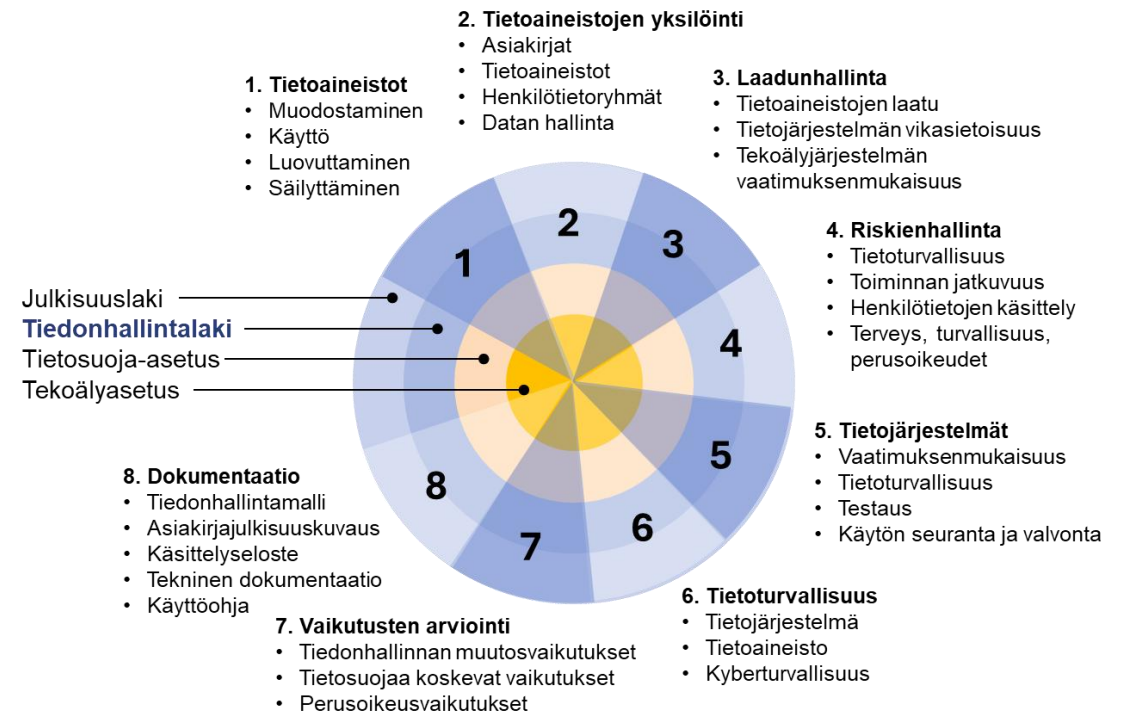 1. Tietoaineistot
• Muodostaminen
• Käyttö
• Luovuttaminen
• Säilyttäminen
2. Tietoaineistojen yksilöinti
• Asiakirjat
• Tietoaineistot
• Henkilötietoryhmät
• Datan hallinta
3. Laadunhallinta
• Tietoaineistojen laatu
• Tietojärjestelmän vikasietoisuus
• Tekoälyjärjestelmän
vaatimuksenmukaisuus
4. Riskienhallinta
• Tietoturvallisuus
• Toiminnan jatkuvuus
• Henkilötietojen käsittely
• Terveys, turvallisuus,
perusoikeudet
5. Tietojärjestelmät
• Vaatimuksenmukaisuus
• Tietoturvallisuus
• Testaus
• Käytön seuranta ja valvonta
6. Tietoturvallisuus
• Tietojärjestelmä
• Tietoaineisto
• Kyberturvallisuus
7. Vaikutusten arviointi
• Tiedonhallinnan muutosvaikutukset
• Tietosuojaa koskevat vaikutukset
• Perusoikeusvaikutukset
8. Dokumentaatio
• Tiedonhallintamalli
• Asiakirjajulkisuuskuvaus
• Käsittelyseloste
• Tekninen dokumentaatio
• Käyttöohja
Julkisuuslaki
Tiedonhallintalaki
Tietosuoja-asetus
Tekoälyasetus
1
2
3
4
5
6
7
8